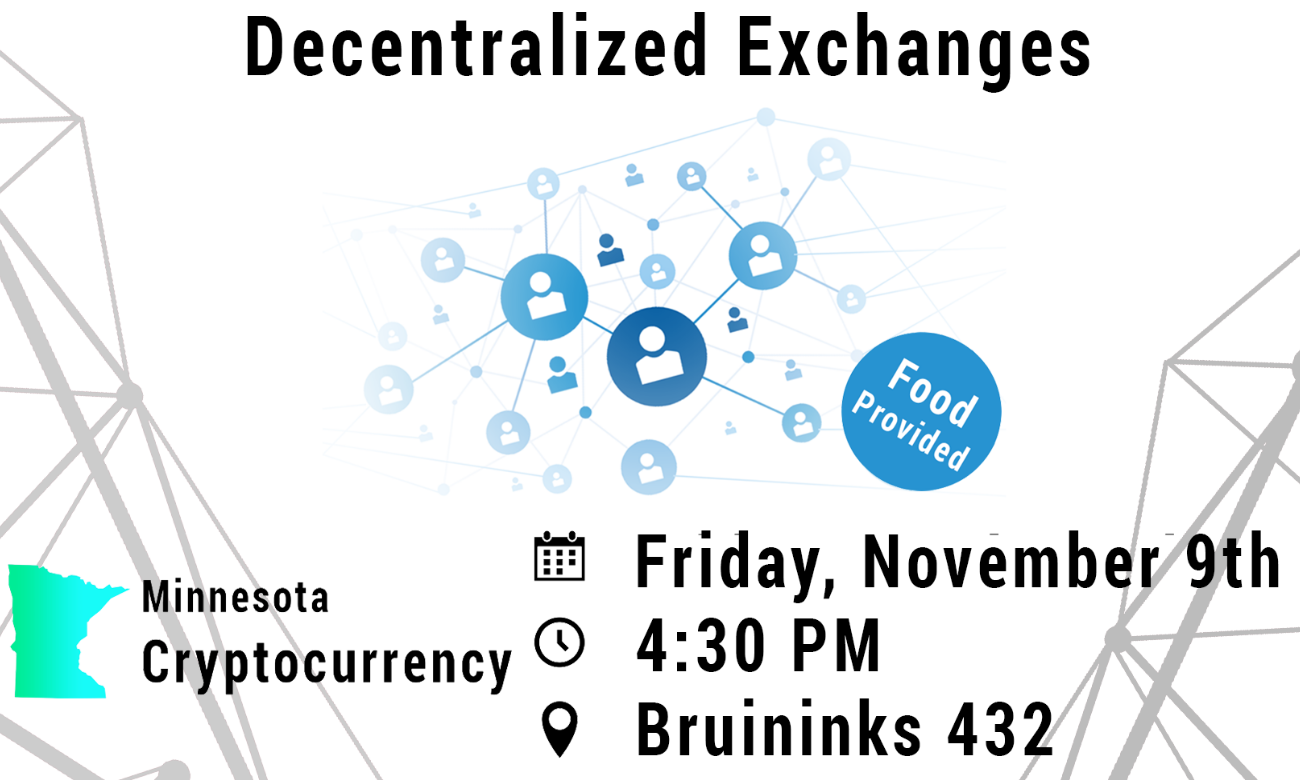 Decentralized Exchanges
Food
Provided
Minnesota
Cryptocurrency
Friday, November 9th
4:30 PM
Bruininks 432